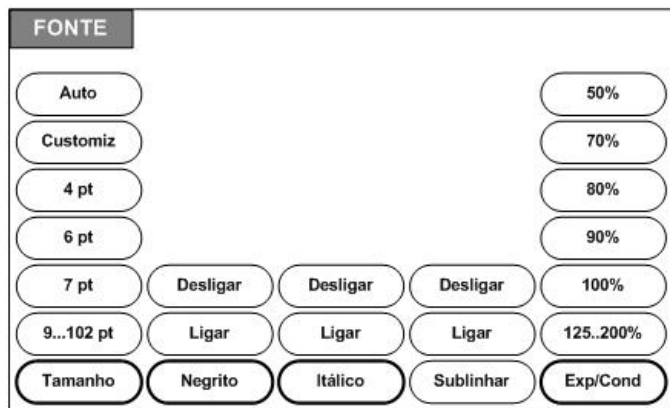 FONTE
Auto 50%
Customiz 70%
4 pt 80%
6 pt 90%
7 pt Desligar Desligar Desligar 100%
9...102 pt Ligar Ligar Ligar 125..200%
Tamanho Negrito Itálico Sublinhar Exp/Cond